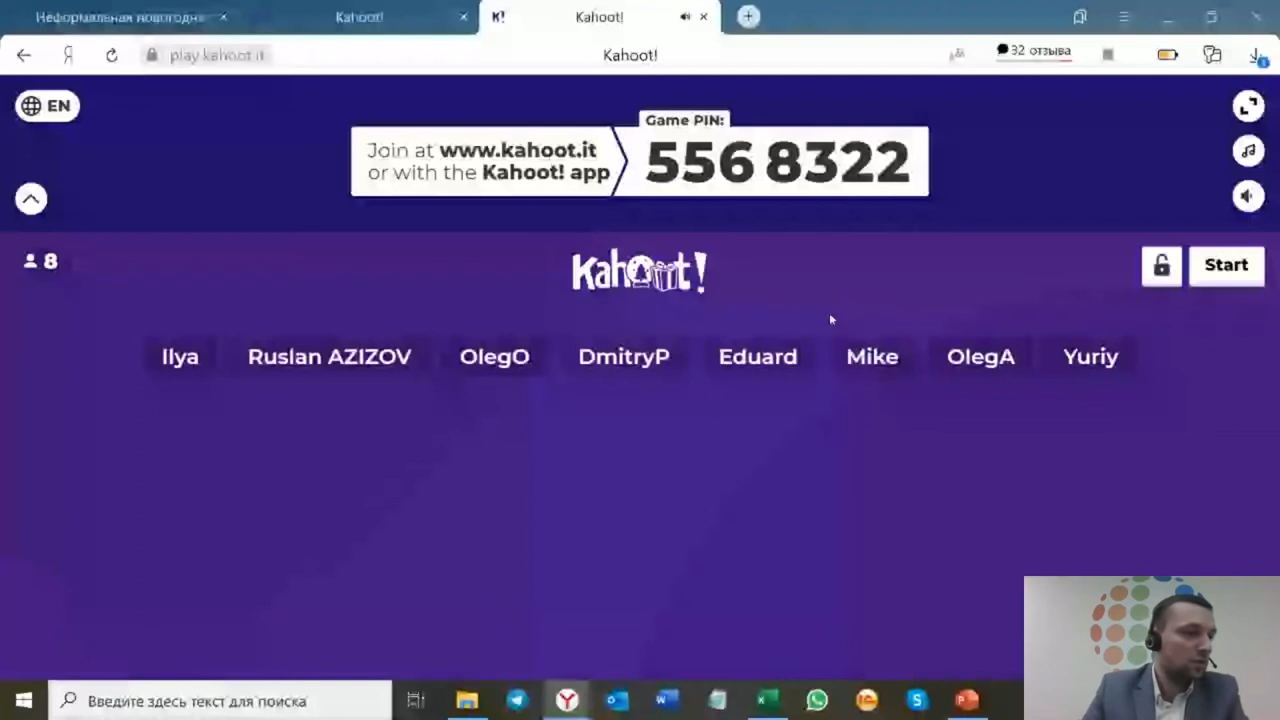 Неформальная новогодн
Kahoot!
Kahoot!
play.kahoot.it
Kahoot!
32 отзыва
EN
Game PIN:
Join at www.kahoot.it
or with the Kahoot! app
556 8322
8
Kahoot!
Start
Ilya
Ruslan AZIZOV
OlegO
DmitryP
Eduard
Mike
OlegA
Yuriy
Введите здесь текст для поиска